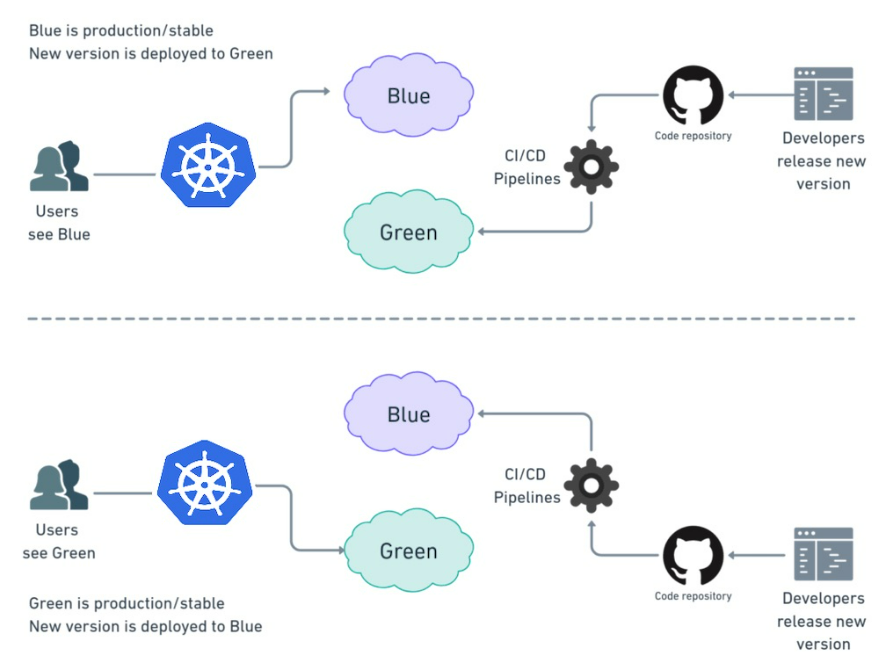 Blue is production/stable
New version is deployed to Green
Blue
Code repository
Developers
release new
version
CI/CD
Pipelines
Users
see Blue
Green
Blue
CI/CD
Pipelines
Users
see Green
Green
Code repository
Developers
release new
version
Green is production/stable
New version is deployed to Blue